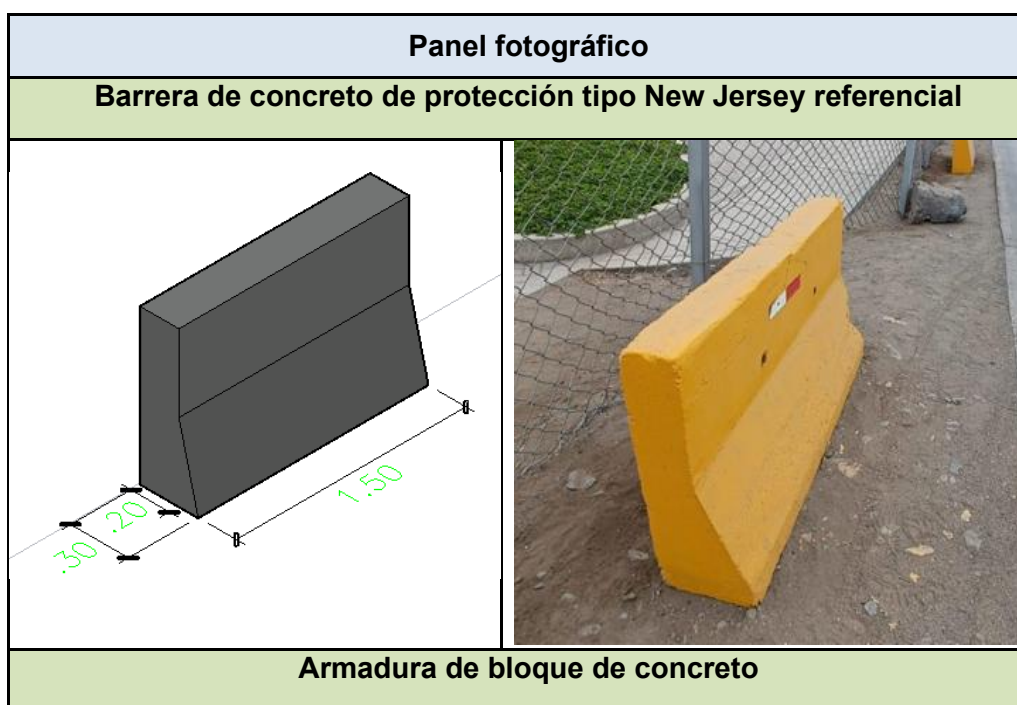 Panel fotográfico
Barrera de concreto de protección tipo New Jersey referencial
1.50
.20
.30
Armadura de bloque de concreto